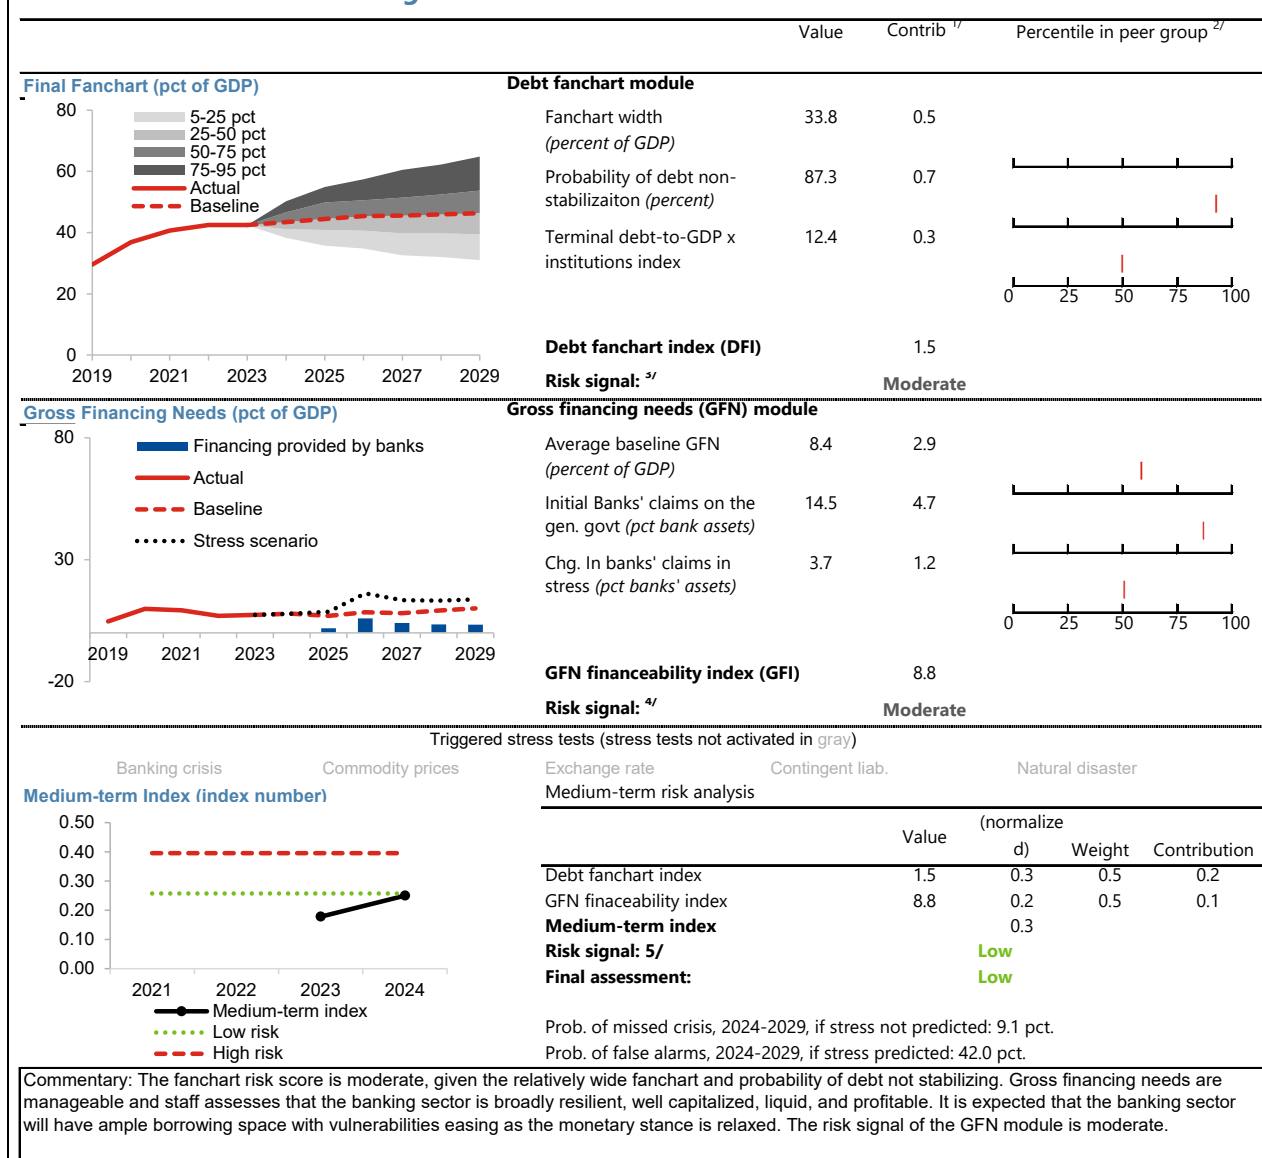 Value Contrib 1/ Percentile in peer group 2/
Final Fanchart (pct of GDP)
80
60
40
20
0
5-25 pct
25-50 pct
50-75 pct
75-95 pct
Actual
Baseline
2019 2021 2023 2025 2027 2029
Debt fanchart module
Fanchart width 33.8 0.5
(percent of GDP)
Probability of debt non- 87.3 0.7
stabilizaiton (percent)
Terminal debt-to-GDP x 12.4 0.3
institutions index
0 25 50 75 100
Debt fanchart index (DFI) 1.5
Risk signal: 3/ Moderate
Gross Financing Needs (pct of GDP)
80
30
-20
Financing provided by banks
Actual
Baseline
Stress scenario
2019 2021 2023 2025 2027 2029
Gross financing needs (GFN) module
Average baseline GFN 8.4 2.9
(percent of GDP)
Initial Banks' claims on the 14.5 4.7
gen. govt (pct bank assets)
Chg. In banks' claims in 3.7 1.2
stress (pct banks' assets)
0 25 50 75 100
GFN financeability index (GFI) 8.8
Risk signal: 4/ Moderate
Triggered stress tests (stress tests not activated in gray)
Banking crisis Commodity prices Exchange rate Contingent liab. Natural disaster
Medium-term Index (index number)
0.50
0.40
0.30
0.20
0.10
0.00
2021 2022 2023 2024
Medium-term index
Low risk
High risk
Medium-term risk analysis
Value (normalize
d) Weight Contribution
Debt fanchart index 1.5 0.3 0.5 0.2
GFN finaceability index 8.8 0.2 0.5 0.1
Medium-term index 0.3
Risk signal: 5/ Low
Final assessment: Low
Prob. of missed crisis, 2024-2029, if stress not predicted: 9.1 pct.
Prob. of false alarms, 2024-2029, if stress predicted: 42.0 pct.
Commentary: The fanchart risk score is moderate, given the relatively wide fanchart and probability of debt not stabilizing. Gross financing needs are
manageable and staff assesses that the banking sector is broadly resilient, well capitalized, liquid, and profitable. It is expected that the banking sector
will have ample borrowing space with vulnerabilities easing as the monetary stance is relaxed. The risk signal of the GFN module is moderate.